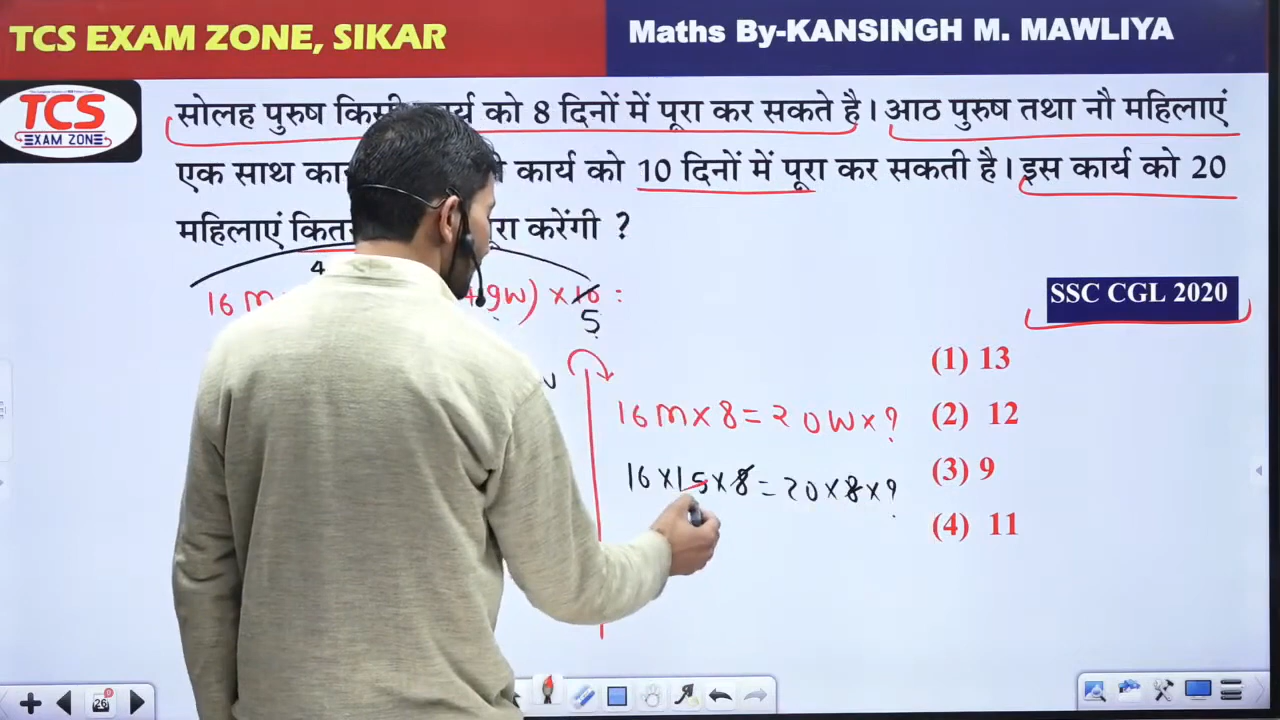 TCS EXAM ZONE, SIKAR
Maths By-KANSINGH M. MAWLIYA
TCS
EXAM ZONE
सोलह पुरुष कार्य को 8 दिनों में पूरा कर सकते है। आठ पुरुष तथा नौ महिलाएं
एक साथ कार्य को 10 दिनों में पूरा कर सकती है। इस कार्य को 20
महिलाएं करेंगी ?
4
16 m 9w) × 10 :
5
SSC CGL 2020
(1) 13
16m × 8 = 20w × ?
(2) 12
16 × 15 × 8 = 20 × 8 × ?
(3) 9
(4) 11
26